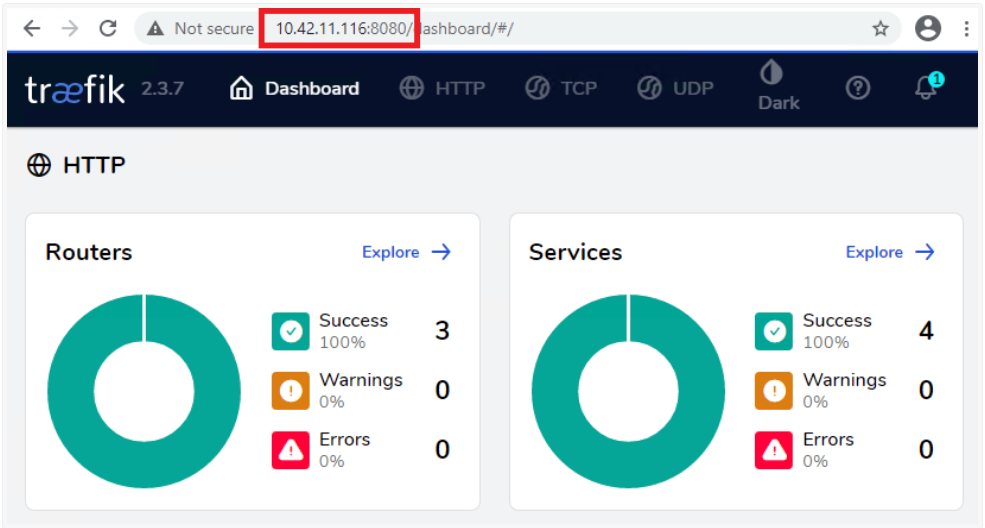 Not secure 10.42.11.116:8080/dashboard/#/
træfik 2.3.7 Dashboard HTTP TCP UDP Dark 1
HTTP
Routers Explore
Success 3
100%
Warnings 0
0%
Errors 0
0%
Services Explore
Success 4
100%
Warnings 0
0%
Errors 0
0%